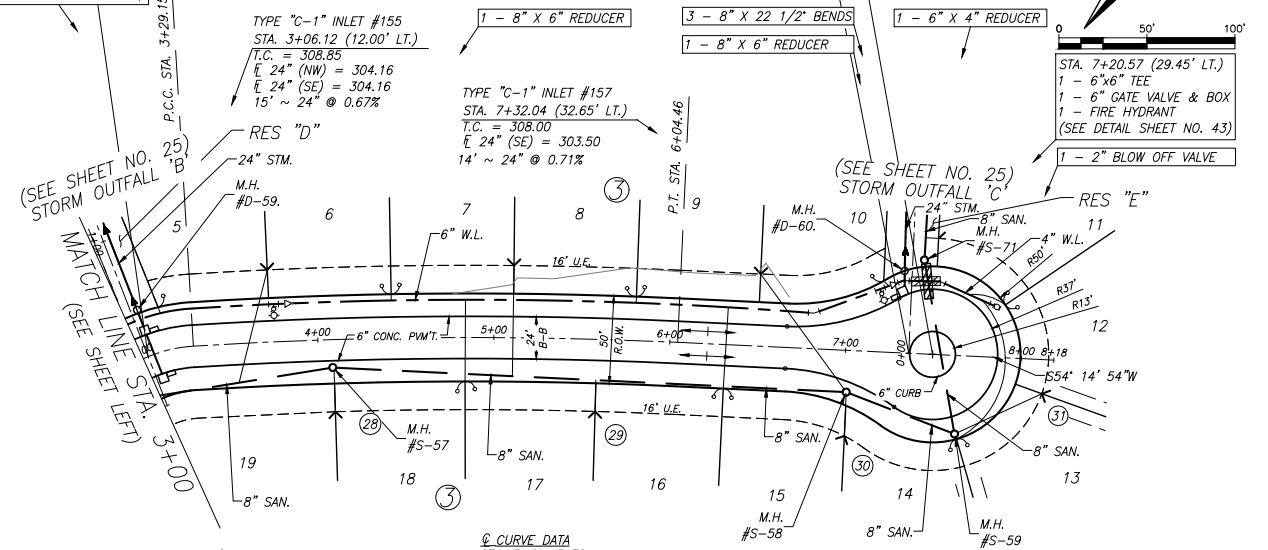 P.C.C. STA. 3+29.15
TYPE "C-1" INLET #155
STA. 3+06.12 (12.00' LT.)
T.C. = 308.85
FL 24" (NW) = 304.16
FL 24" (SE) = 304.16
15' ~ 24" @ 0.67%
1 - 8" X 6" REDUCER
3 - 8" X 22 1/2° BENDS
1 - 8" X 6" REDUCER
1 - 6" X 4" REDUCER
0 50' 100'
STA. 7+20.57 (29.45' LT.)
1 - 6"x6" TEE
1 - 6" GATE VALVE & BOX
1 - FIRE HYDRANT
(SEE DETAIL SHEET NO. 43)
1 - 2" BLOW OFF VALVE
TYPE "C-1" INLET #157
STA. 7+32.04 (32.65' LT.)
T.C. = 308.00
FL 24" (SE) = 303.50
14' ~ 24" @ 0.71%
P.T. STA. 6+04.46
RES "D"
24" STM.
(SEE SHEET NO. 25)
STORM OUTFALL 'B'
M.H.
#D-59.
(SEE SHEET NO. 25)
STORM OUTFALL 'C'
24" STM.
8" SAN.
M.H.
#S-71
RES "E"
M.H.
#D-60.
4" W.L.
5
6
7
8
9
10
11
12
3
6" W.L.
16' U.E.
R50'
R37'
R13'
1+00
MATCH LINE STA. 3+00
(SEE SHEET LEFT)
4+00
5+00
6+00
7+00
0+00
8+00
8+18
6" CONC. PVM'T.
24'
B-B
50'
R.O.W.
6" CURB
S54° 14' 54"W
16' U.E.
28
29
30
31
M.H.
#S-57
8" SAN.
8" SAN.
8" SAN.
8" SAN.
19
18
17
16
15
14
13
3
M.H.
#S-58
8" SAN.
M.H.
#S-59
CL CURVE DATA